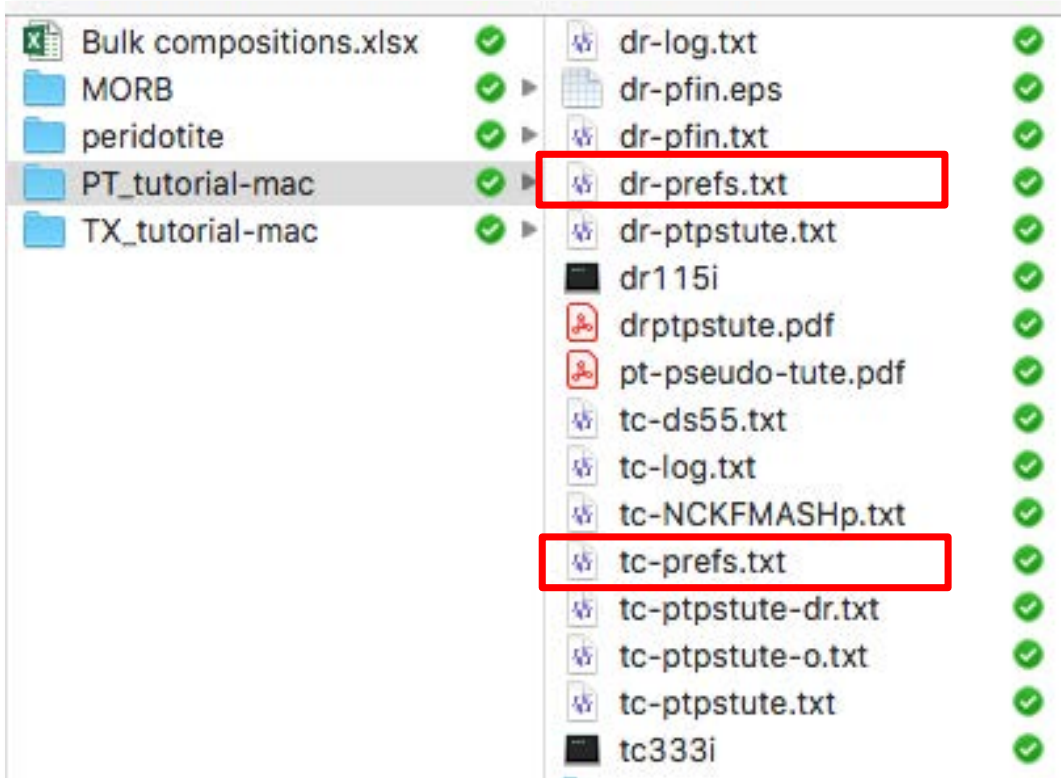 Bulk compositions.xlsx
MORB
peridotite
PT_tutorial-mac
TX_tutorial-mac
dr-log.txt
dr-pfin.eps
dr-pfin.txt
dr-prefs.txt
dr-ptpstute.txt
dr115i
drptpstute.pdf
pt-pseudo-tute.pdf
tc-ds55.txt
tc-log.txt
tc-NCKFMASHp.txt
tc-prefs.txt
tc-ptpstute-dr.txt
tc-ptpstute-o.txt
tc-ptpstute.txt
tc333i